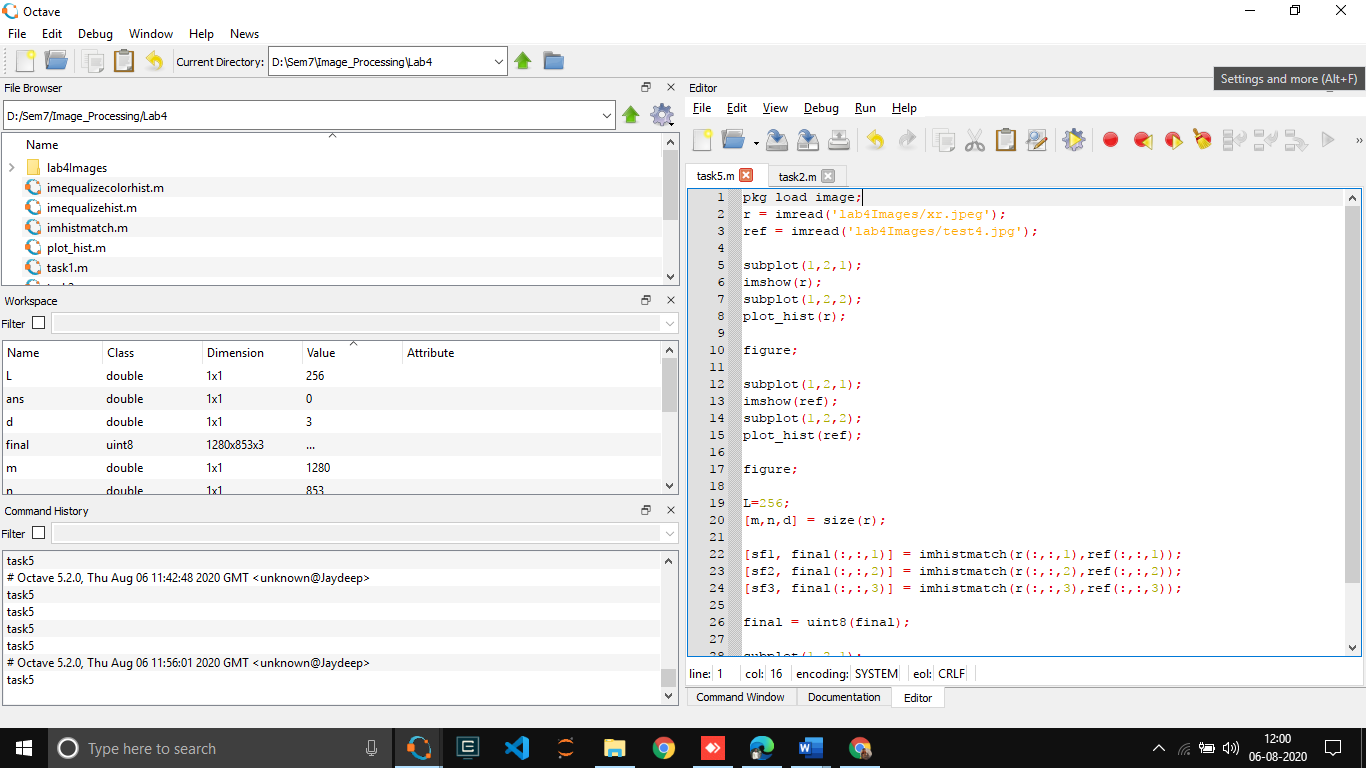 Octave
File Edit Debug Window Help News
Current Directory: D:\Sem7\Image_Processing\Lab4
Settings and more (Alt+F)
File Browser
D:/Sem7/Image_Processing/Lab4
Name
lab4Images
imequalizecolorhist.m
imequalizehist.m
imhistmatch.m
plot_hist.m
task1.m
Workspace
Filter
Name Class Dimension Value Attribute
L double 1x1 256
ans double 1x1 0
d double 1x1 3
final uint8 1280x853x3 ...
m double 1x1 1280
n double 1x1 853
Command History
Filter
task5
# Octave 5.2.0, Thu Aug 06 11:42:48 2020 GMT <unknown@Jaydeep>
task5
task5
task5
task5
# Octave 5.2.0, Thu Aug 06 11:56:01 2020 GMT <unknown@Jaydeep>
task5
Editor
File Edit View Debug Run Help
task5.m task2.m
1 pkg load image;
2 r = imread('lab4Images/xr.jpeg');
3 ref = imread('lab4Images/test4.jpg');
4
5 subplot(1,2,1);
6 imshow(r);
7 subplot(1,2,2);
8 plot_hist(r);
9
10 figure;
11
12 subplot(1,2,1);
13 imshow(ref);
14 subplot(1,2,2);
15 plot_hist(ref);
16
17 figure;
18
19 L=256;
20 [m,n,d] = size(r);
21
22 [sf1, final(:,:,1)] = imhistmatch(r(:,:,1),ref(:,:,1));
23 [sf2, final(:,:,2)] = imhistmatch(r(:,:,2),ref(:,:,2));
24 [sf3, final(:,:,3)] = imhistmatch(r(:,:,3),ref(:,:,3));
25
26 final = uint8(final);
27
28 subplot(1,2,1);
line: 1 col: 16 encoding: SYSTEM eol: CRLF
Command Window Documentation Editor
Type here to search
12:00
06-08-2020